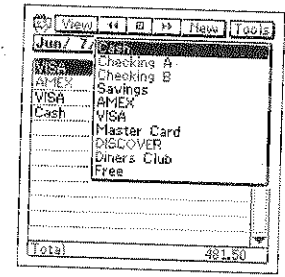 View New Tools
Jun/ 7/
Cash
Checking A
Checking B
Savings
AMEX
VISA
Master Card
DISCOVER
Diners Club
Free
VISA
AMEX
VISA
Cash
Total 481.50